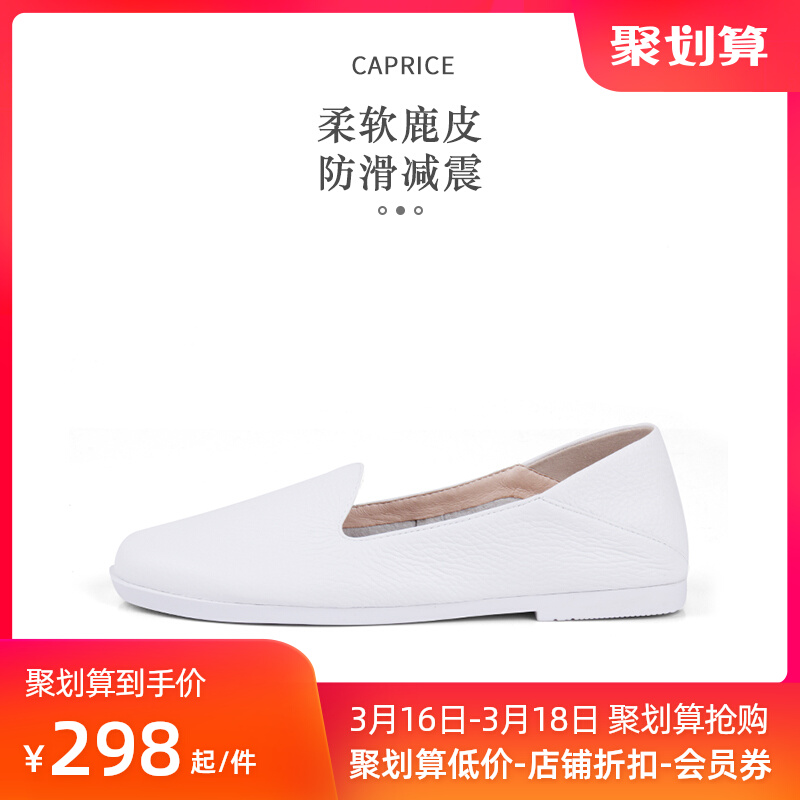 聚划算
CAPRICE
柔软鹿皮
防滑减震
聚划算到手价
¥298起/件
3月16日-3月18日 聚划算抢购
聚划算低价-店铺折扣-会员券